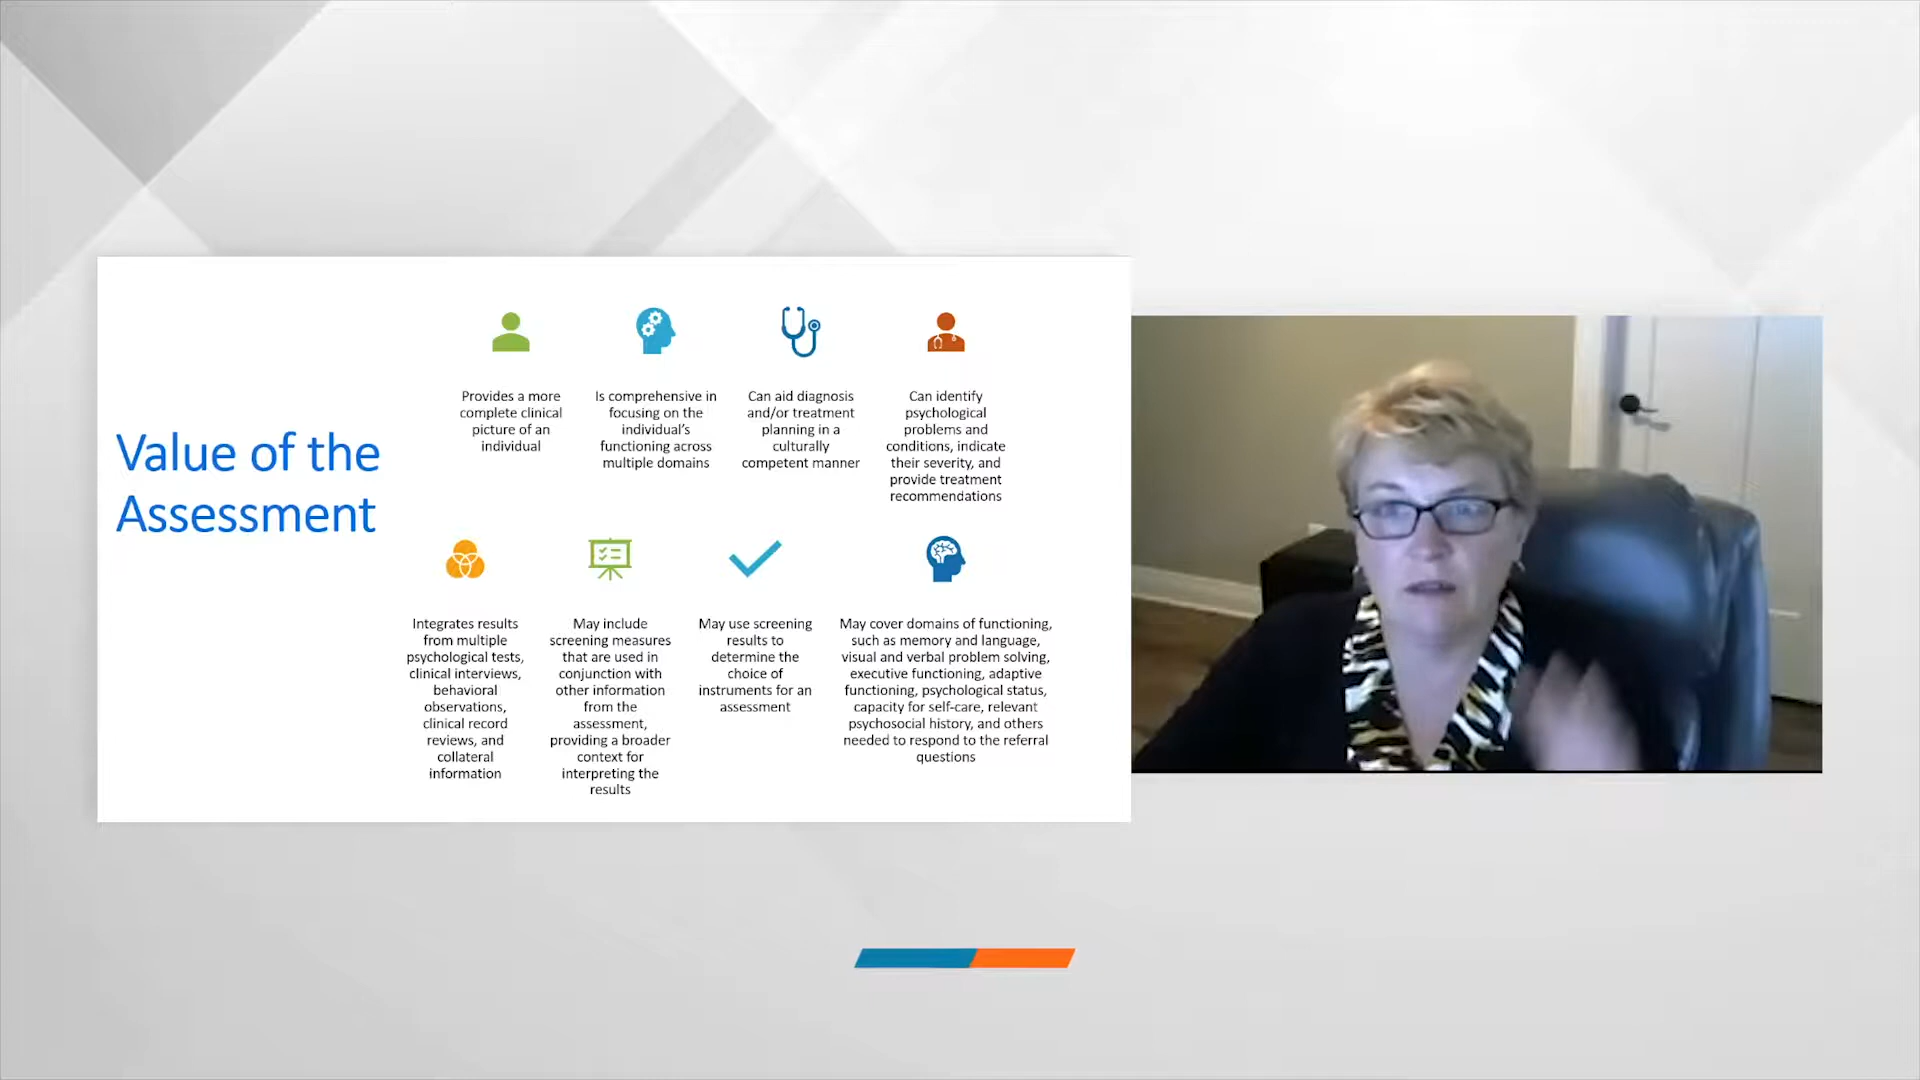 Value of the
Assessment
Provides a more
complete clinical
picture of an
individual
Is comprehensive in
focusing on the
individual's
functioning across
multiple domains
Can aid diagnosis
and/or treatment
planning in a
culturally
competent manner
Can identify
psychological
problems and
conditions, indicate
their severity, and
provide treatment
recommendations
Integrates results
from multiple
psychological tests,
clinical interviews,
behavioral
observations,
clinical record
reviews, and
collateral
information
May include
screening measures
that are used in
conjunction with
other information
from the
assessment,
providing a broader
context for
interpreting the
results
May use screening
results to
determine the
choice of
instruments for an
assessment
May cover domains of functioning,
such as memory and language,
visual and verbal problem solving,
executive functioning, adaptive
functioning, psychological status,
capacity for self-care, relevant
psychosocial history, and others
needed to respond to the referral
questions